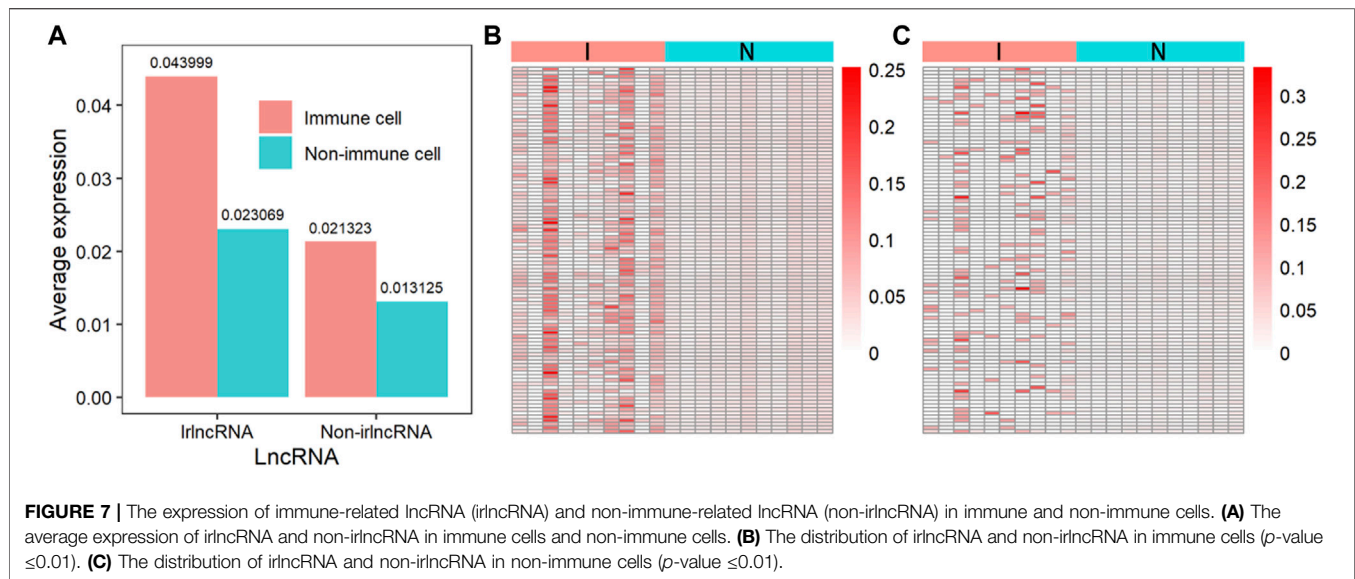 A
0.043999
0.023069
0.021323
0.013125
Immune cell
Non-immune cell
Average expression
0.04
0.03
0.02
0.01
0.00
IrlncRNA Non-irlncRNA
LncRNA
B
I N
0.25
0.2
0.15
0.1
0.05
0
C
I N
0.3
0.25
0.2
0.15
0.1
0.05
0
FIGURE 7 | The expression of immune-related lncRNA (irlncRNA) and non-immune-related lncRNA (non-irlncRNA) in immune and non-immune cells. (A) The
average expression of irlncRNA and non-irlncRNA in immune cells and non-immune cells. (B) The distribution of irlncRNA and non-irlncRNA in immune cells (p-value
≤0.01). (C) The distribution of irlncRNA and non-irlncRNA in non-immune cells (p-value ≤0.01).